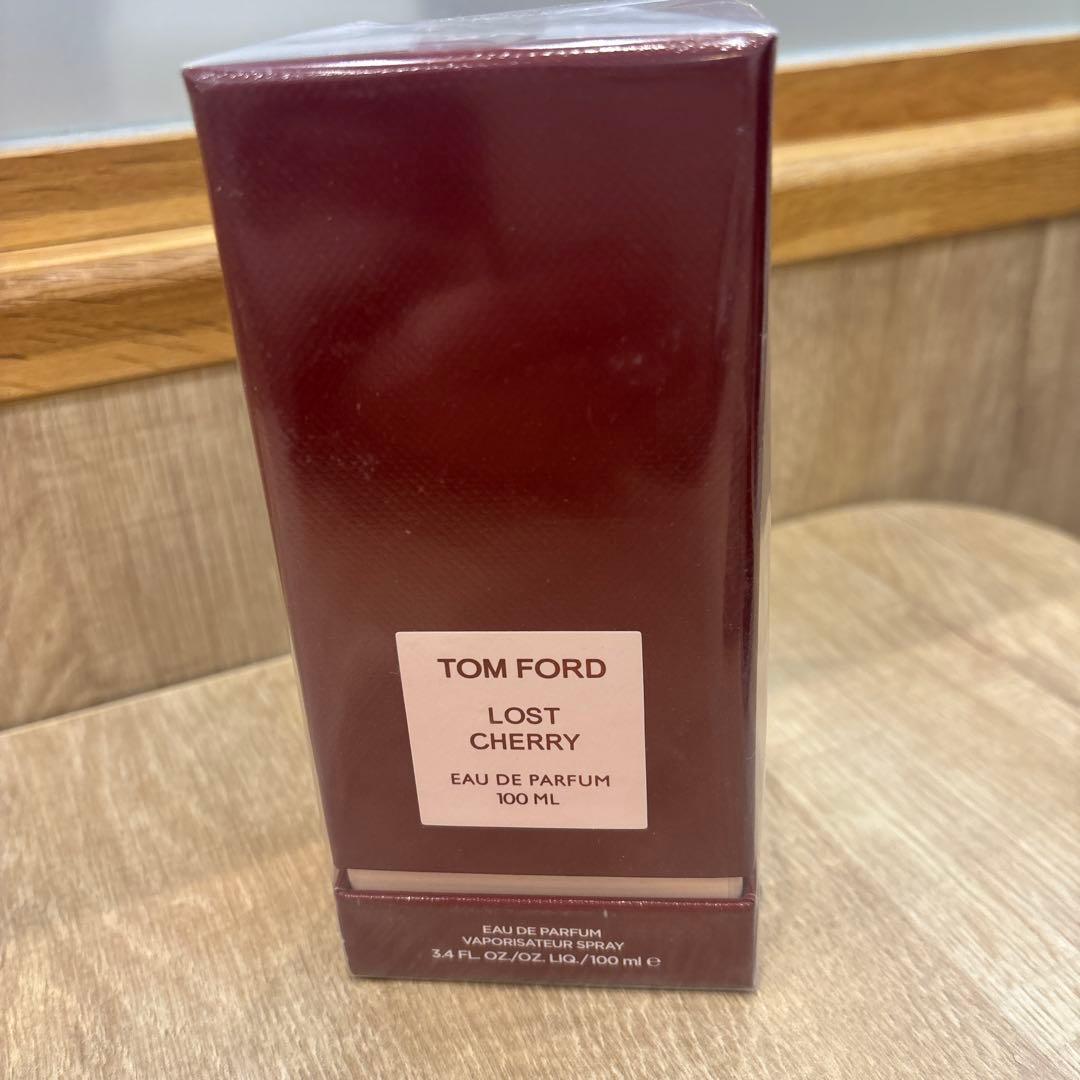 TOM FORD
LOST
CHERRY
EAU DE PARFUM
100 ML
EAU DE PARFUM
VAPORISATEUR SPRAY
3.4 FL. OZ./OZ. LIQ./100 ml ℮